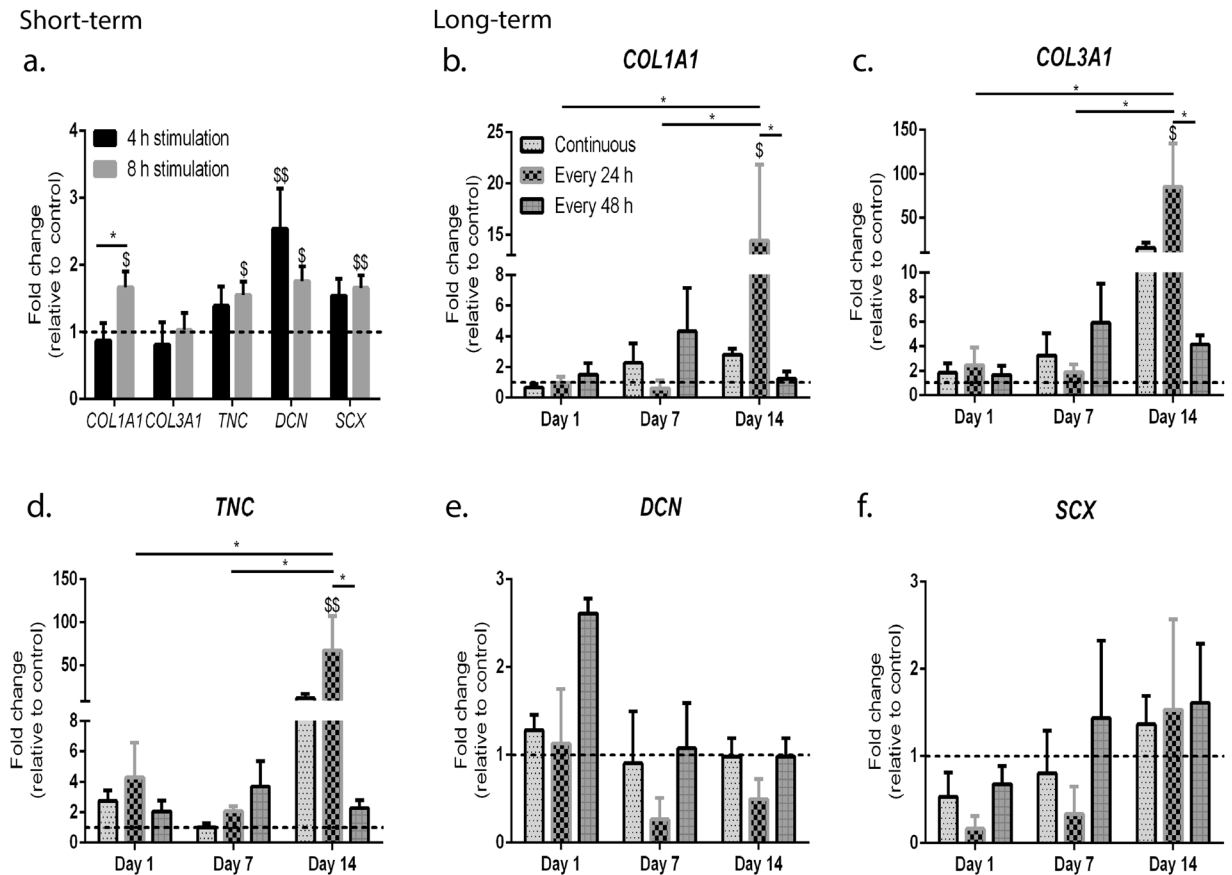 Short-term
Long-term
a.
4
3
2
1
0
Fold change
(relative to control)
4 h stimulation
8 h stimulation
*
$
$
$$
$
$$
COL1A1 COL3A1 TNC DCN SCX
b.
COL1A1
*
*
*
$
25
20
15
10
8
6
4
2
0
Fold change
(relative to control)
Continuous
Every 24 h
Every 48 h
Day 1 Day 7 Day 14
c.
COL3A1
*
*
*
$
150
100
50
10
8
6
4
2
0
Fold change
(relative to control)
Day 1 Day 7 Day 14
d.
TNC
*
*
*
$$
150
100
50
8
6
4
2
0
Fold change
(relative to control)
Day 1 Day 7 Day 14
e.
DCN
3
2
1
0
Fold change
(relative to control)
Day 1 Day 7 Day 14
f.
SCX
3
2
1
0
Fold change
(relative to control)
Day 1 Day 7 Day 14